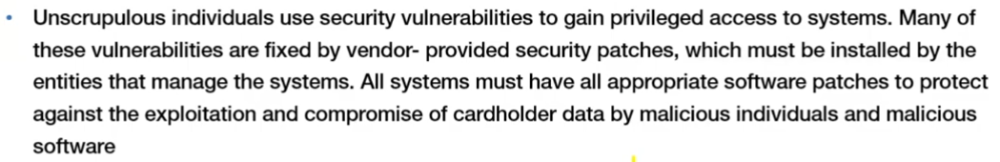 • Unscrupulous individuals use security vulnerabilities to gain privileged access to systems. Many of
these vulnerabilities are fixed by vendor- provided security patches, which must be installed by the
entities that manage the systems. All systems must have all appropriate software patches to protect
against the exploitation and compromise of cardholder data by malicious individuals and malicious
software